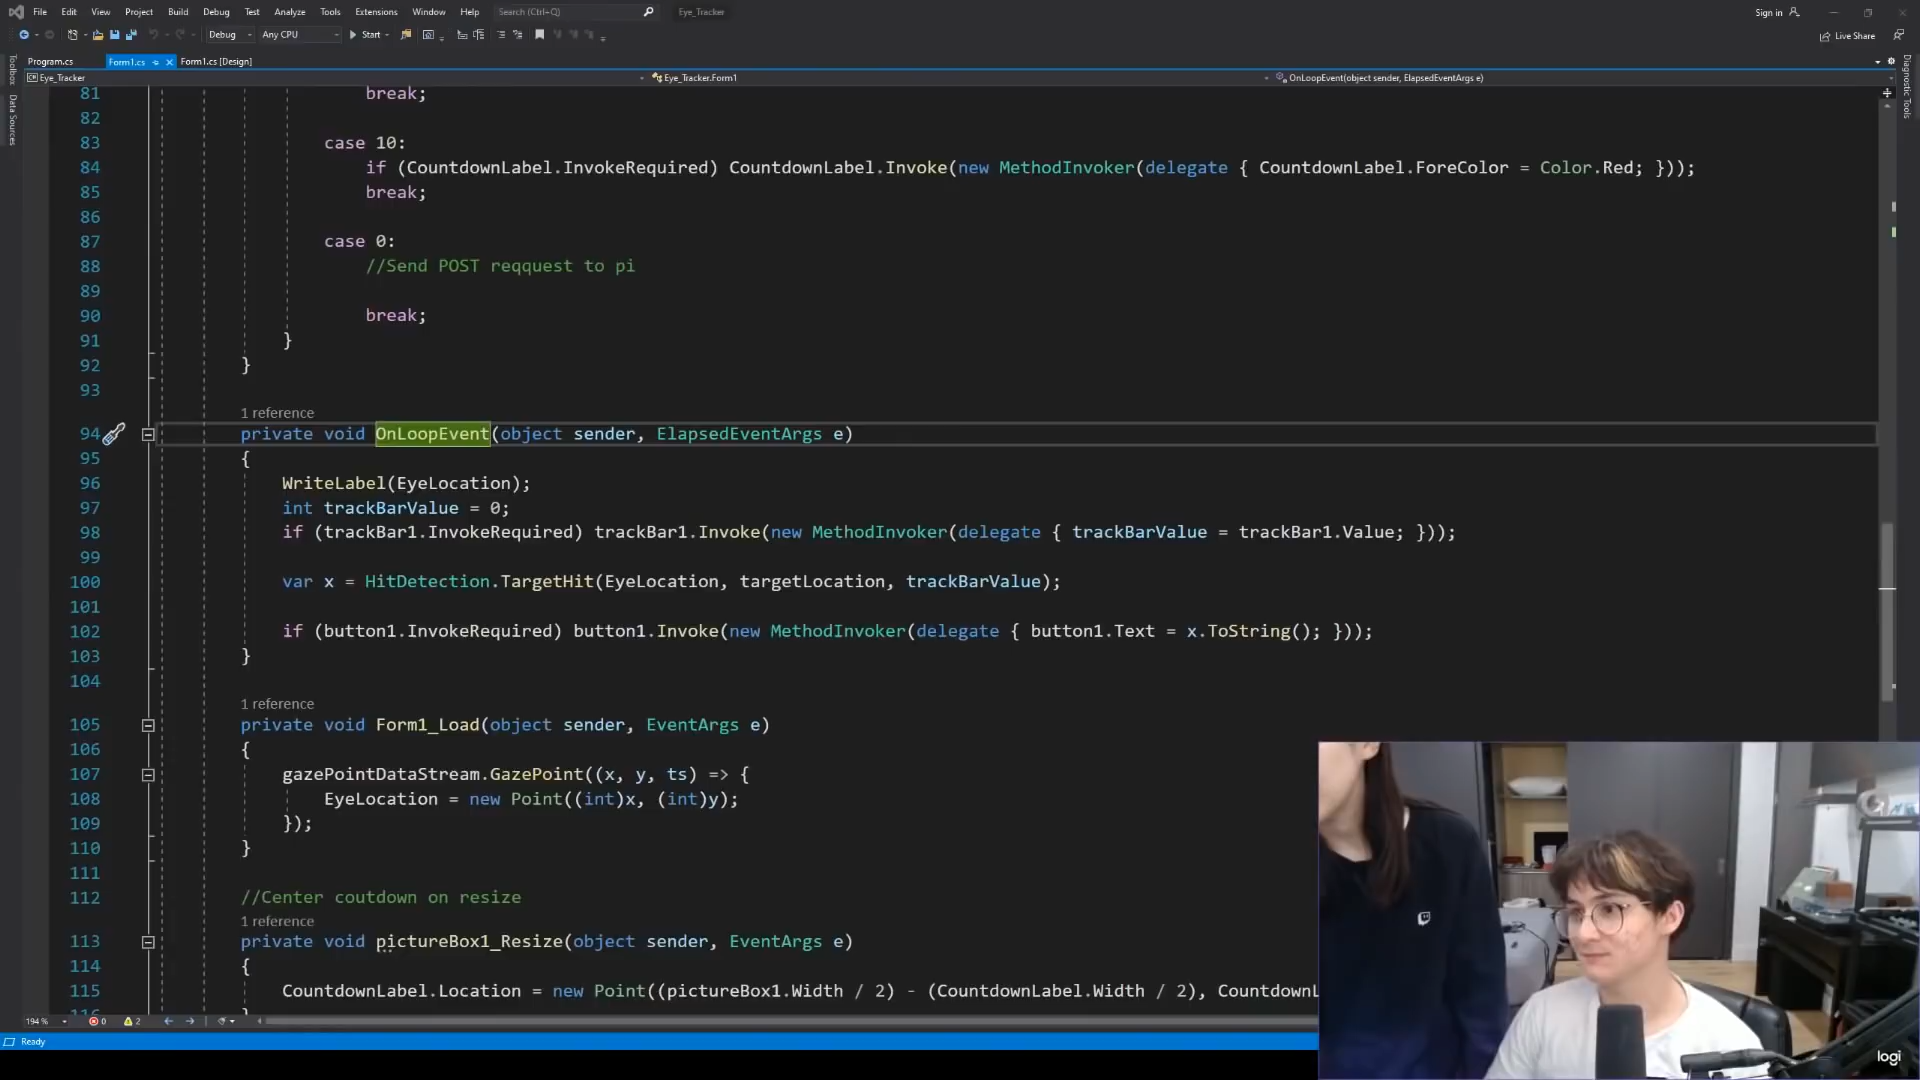 File Edit View Project Build Debug Test Analyze Tools Extensions Window Help Search (Ctrl+Q) Eye_Tracker Sign in
Debug Any CPU Start Live Share
Program.cs Form1.cs Form1.cs [Design]
Eye_Tracker Eye_Tracker.Form1 OnLoopEvent(object sender, ElapsedEventArgs e)
Toolbox
Data Sources
Diagnostic Tools
81 break;
82
83 case 10:
84 if (CountdownLabel.InvokeRequired) CountdownLabel.Invoke(new MethodInvoker(delegate { CountdownLabel.ForeColor = Color.Red; }));
85 break;
86
87 case 0:
88 //Send POST reqquest to pi
89
90 break;
91 }
92 }
93
1 reference
94 private void OnLoopEvent(object sender, ElapsedEventArgs e)
95 {
96 WriteLabel(EyeLocation);
97 int trackBarValue = 0;
98 if (trackBar1.InvokeRequired) trackBar1.Invoke(new MethodInvoker(delegate { trackBarValue = trackBar1.Value; }));
99
100 var x = HitDetection.TargetHit(EyeLocation, targetLocation, trackBarValue);
101
102 if (button1.InvokeRequired) button1.Invoke(new MethodInvoker(delegate { button1.Text = x.ToString(); }));
103 }
104
1 reference
105 private void Form1_Load(object sender, EventArgs e)
106 {
107 gazePointDataStream.GazePoint((x, y, ts) => {
108 EyeLocation = new Point((int)x, (int)y);
109 });
110 }
111
112 //Center coutdown on resize
1 reference
113 private void pictureBox1_Resize(object sender, EventArgs e)
114 {
115 CountdownLabel.Location = new Point((pictureBox1.Width / 2) - (CountdownLabel.Width / 2), CountdownL
194 % 0 2
Ready
logi